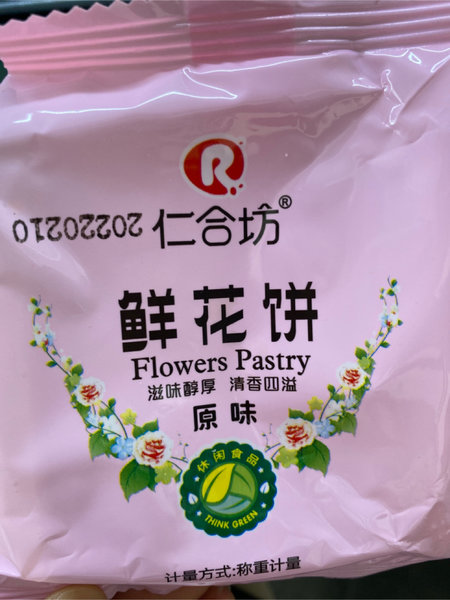 R
仁合坊®
20220210
鲜花饼
Flowers Pastry
滋味醇厚 清香四溢
原味
休闲食品
THINK GREEN
计量方式:称重计量